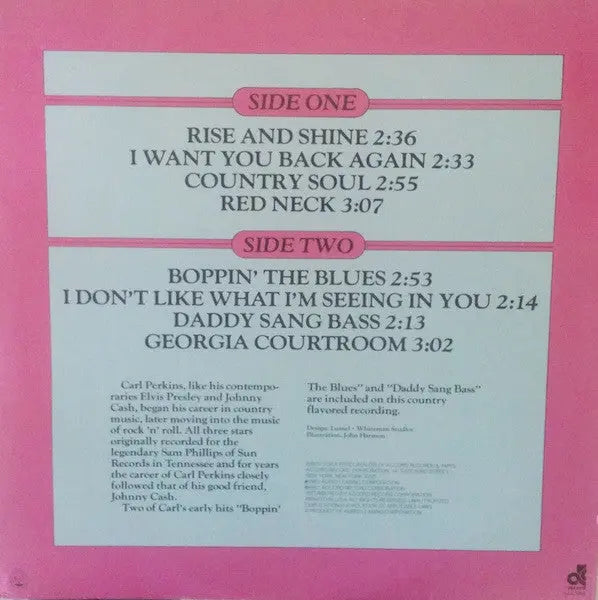 SIDE ONE
RISE AND SHINE 2:36
I WANT YOU BACK AGAIN 2:33
COUNTRY SOUL 2:55
RED NECK 3:07
SIDE TWO
BOPPIN' THE BLUES 2:53
I DON'T LIKE WHAT I'M SEEING IN YOU 2:14
DADDY SANG BASS 2:13
GEORGIA COURTROOM 3:02
Carl Perkins, like his contempo-
raries Elvis Presley and Johnny
Cash, began his career in country
music, later moving into the music
of rock 'n' roll. All three stars
originally recorded for the
legendary Sam Phillips of Sun
Records in Tennessee and for years
the career of Carl Perkins closely
followed that of his good friend,
Johnny Cash.
Two of Carl's early hits "Boppin'
The Blues" and "Daddy Sang Bass"
are included on this country
flavored recording.
Design: Lunsel • Whiteman Studios
Illustration: John Harmon